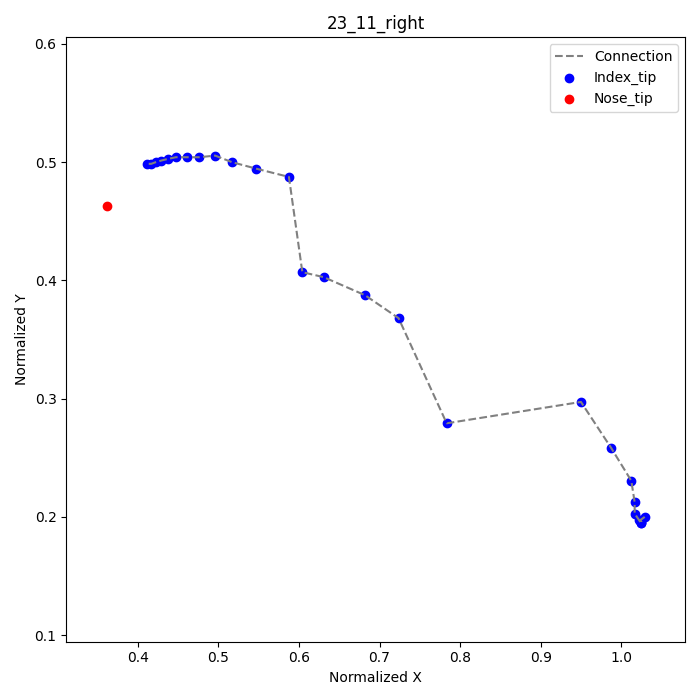 23_11_right
Connection
Index_tip
Nose_tip
0.6
0.5
0.4
0.3
0.2
0.1
Normalized Y
0.4 0.5 0.6 0.7 0.8 0.9 1.0
Normalized X